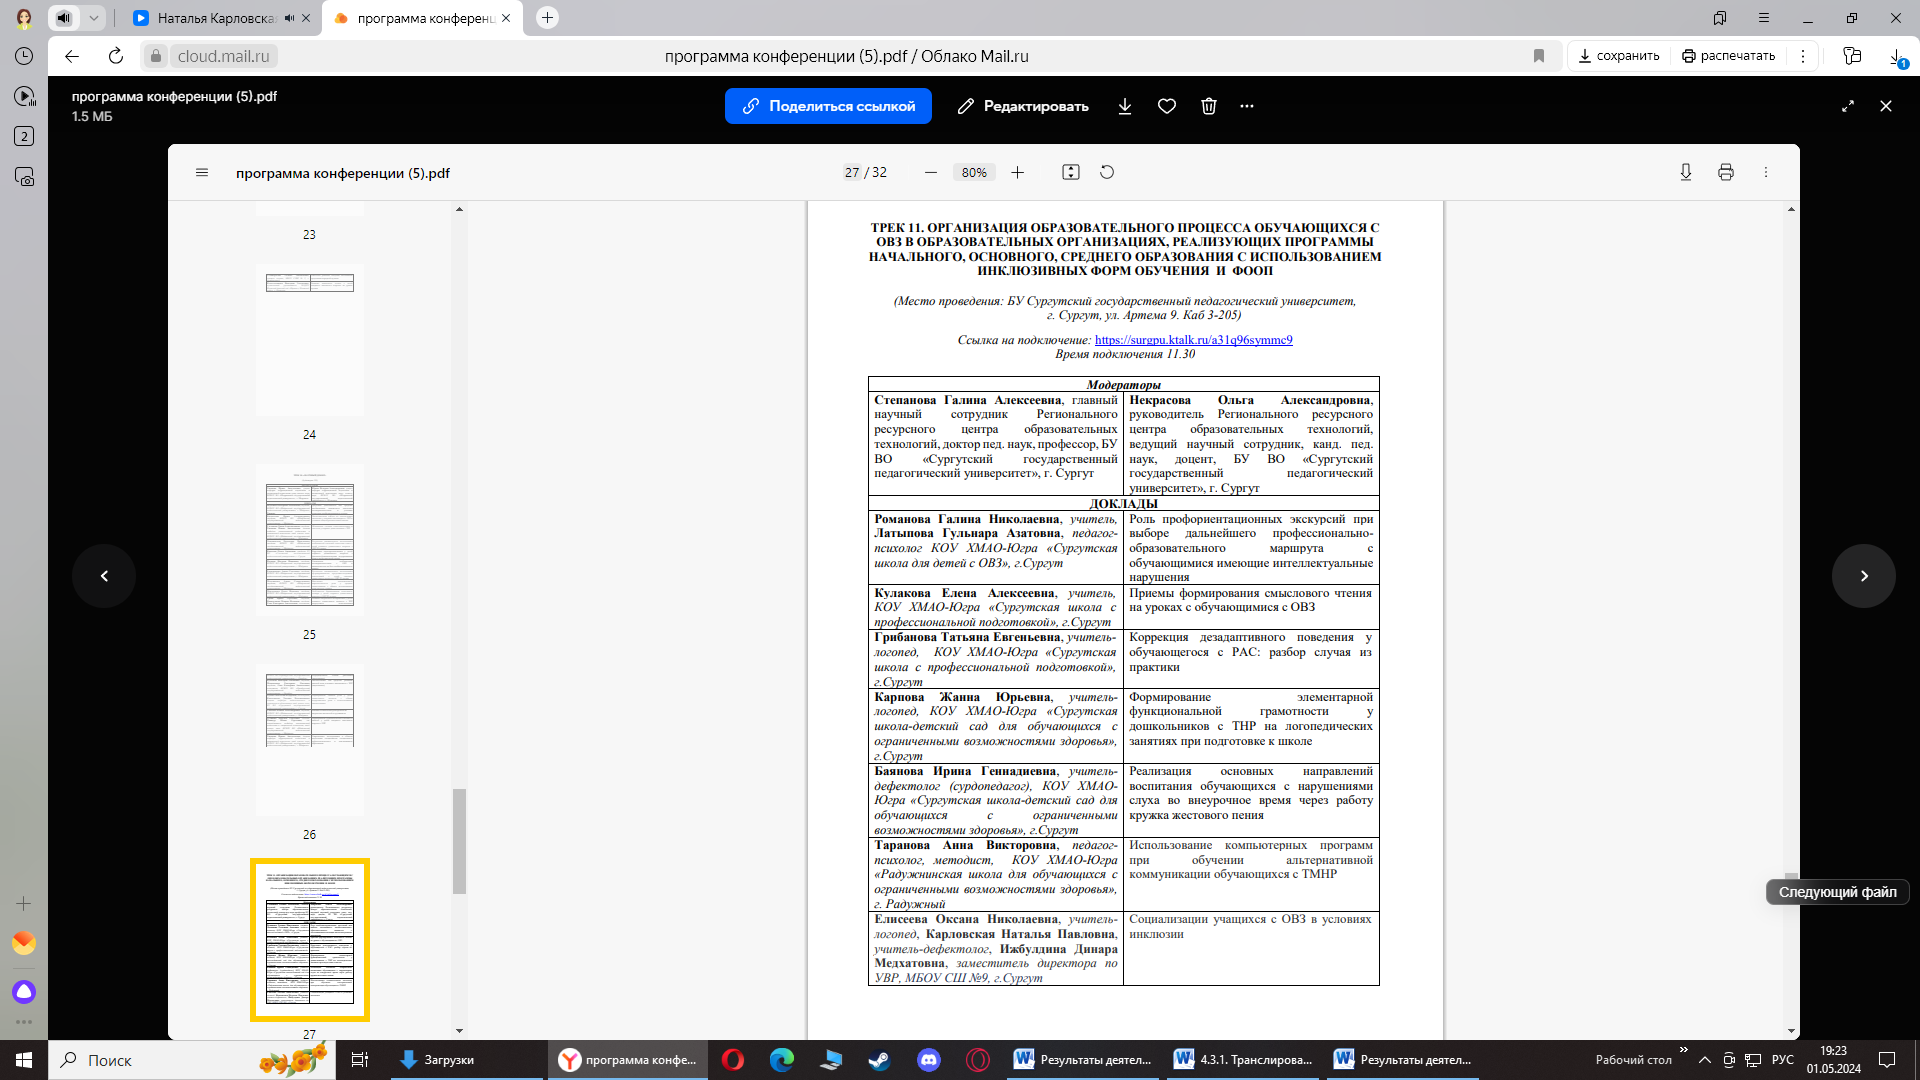 Наталья Карловска
программа конференц
cloud.mail.ru
программа конференции (5).pdf / Облако Mail.ru
сохранить
распечатать
1
2
программа конференции (5).pdf
1.5 МБ
Поделиться ссылкой
Редактировать
программа конференции (5).pdf
27 / 32
80%
23
24
25
26
27
ТРЕК 11. ОРГАНИЗАЦИЯ ОБРАЗОВАТЕЛЬНОГО ПРОЦЕССА ОБУЧАЮЩИХСЯ С
ОВЗ В ОБРАЗОВАТЕЛЬНЫХ ОРГАНИЗАЦИЯХ, РЕАЛИЗУЮЩИХ ПРОГРАММЫ
НАЧАЛЬНОГО, ОСНОВНОГО, СРЕДНЕГО ОБРАЗОВАНИЯ С ИСПОЛЬЗОВАНИЕМ
ИНКЛЮЗИВНЫХ ФОРМ ОБУЧЕНИЯ И ФООП
(Место проведения: БУ Сургутский государственный педагогический университет,
г. Сургут, ул. Артема 9. Каб 3-205)
Ссылка на подключение: https://surgpu.ktalk.ru/a31q96symmc9
Время подключения 11.30
Модераторы
Степанова Галина Алексеевна, главный
научный сотрудник Регионального
ресурсного центра образовательных
технологий, доктор пед. наук, профессор, БУ
ВО «Сургутский государственный
педагогический университет», г. Сургут
Некрасова Ольга Александровна,
руководитель Регионального ресурсного
центра образовательных технологий,
ведущий научный сотрудник, канд. пед.
наук, доцент, БУ ВО «Сургутский
государственный педагогический
университет», г. Сургут
ДОКЛАДЫ
Романова Галина Николаевна, учитель,
Латыпова Гульнара Азатовна, педагог-
психолог КОУ ХМАО-Югра «Сургутская
школа для детей с ОВЗ», г.Сургут
Роль профориентационных экскурсий при
выборе дальнейшего профессионально-
образовательного маршрута с
обучающимися имеющие интеллектуальные
нарушения
Кулакова Елена Алексеевна, учитель,
КОУ ХМАО-Югра «Сургутская школа с
профессиональной подготовкой», г.Сургут
Приемы формирования смыслового чтения
на уроках с обучающимися с ОВЗ
Грибанова Татьяна Евгеньевна, учитель-
логопед, КОУ ХМАО-Югра «Сургутская
школа с профессиональной подготовкой»,
г.Сургут
Коррекция дезадаптивного поведения у
обучающегося с РАС: разбор случая из
практики
Карпова Жанна Юрьевна, учитель-
логопед, КОУ ХМАО-Югра «Сургутская
школа-детский сад для обучающихся с
ограниченными возможностями здоровья»,
г.Сургут
Формирование элементарной
функциональной грамотности у
дошкольников с ТНР на логопедических
занятиях при подготовке к школе
Баянова Ирина Геннадиевна, учитель-
дефектолог (сурдопедагог), КОУ ХМАО-
Югра «Сургутская школа-детский сад для
обучающихся с ограниченными
возможностями здоровья», г.Сургут
Реализация основных направлений
воспитания обучающихся с нарушениями
слуха во внеурочное время через работу
кружка жестового пения
Таранова Анна Викторовна, педагог-
психолог, методист, КОУ ХМАО-Югра
«Радужнинская школа для обучающихся с
ограниченными возможностями здоровья»,
г. Радужный
Использование компьютерных программ
при обучении альтернативной
коммуникации обучающихся с ТМНР
Елисеева Оксана Николаевна, учитель-
логопед, Карловская Наталья Павловна,
учитель-дефектолог, Ижбулдина Динара
Медхатовна, заместитель директора по
УВР, МБОУ СШ №9, г.Сургут
Социализации учащихся с ОВЗ в условиях
инклюзии
Следующий файл
Поиск
Загрузки
программа конфе...
Результаты деятел...
4.3.1. Транслирова...
Результаты деятел...
Рабочий стол
РУС
19:23
01.05.2024